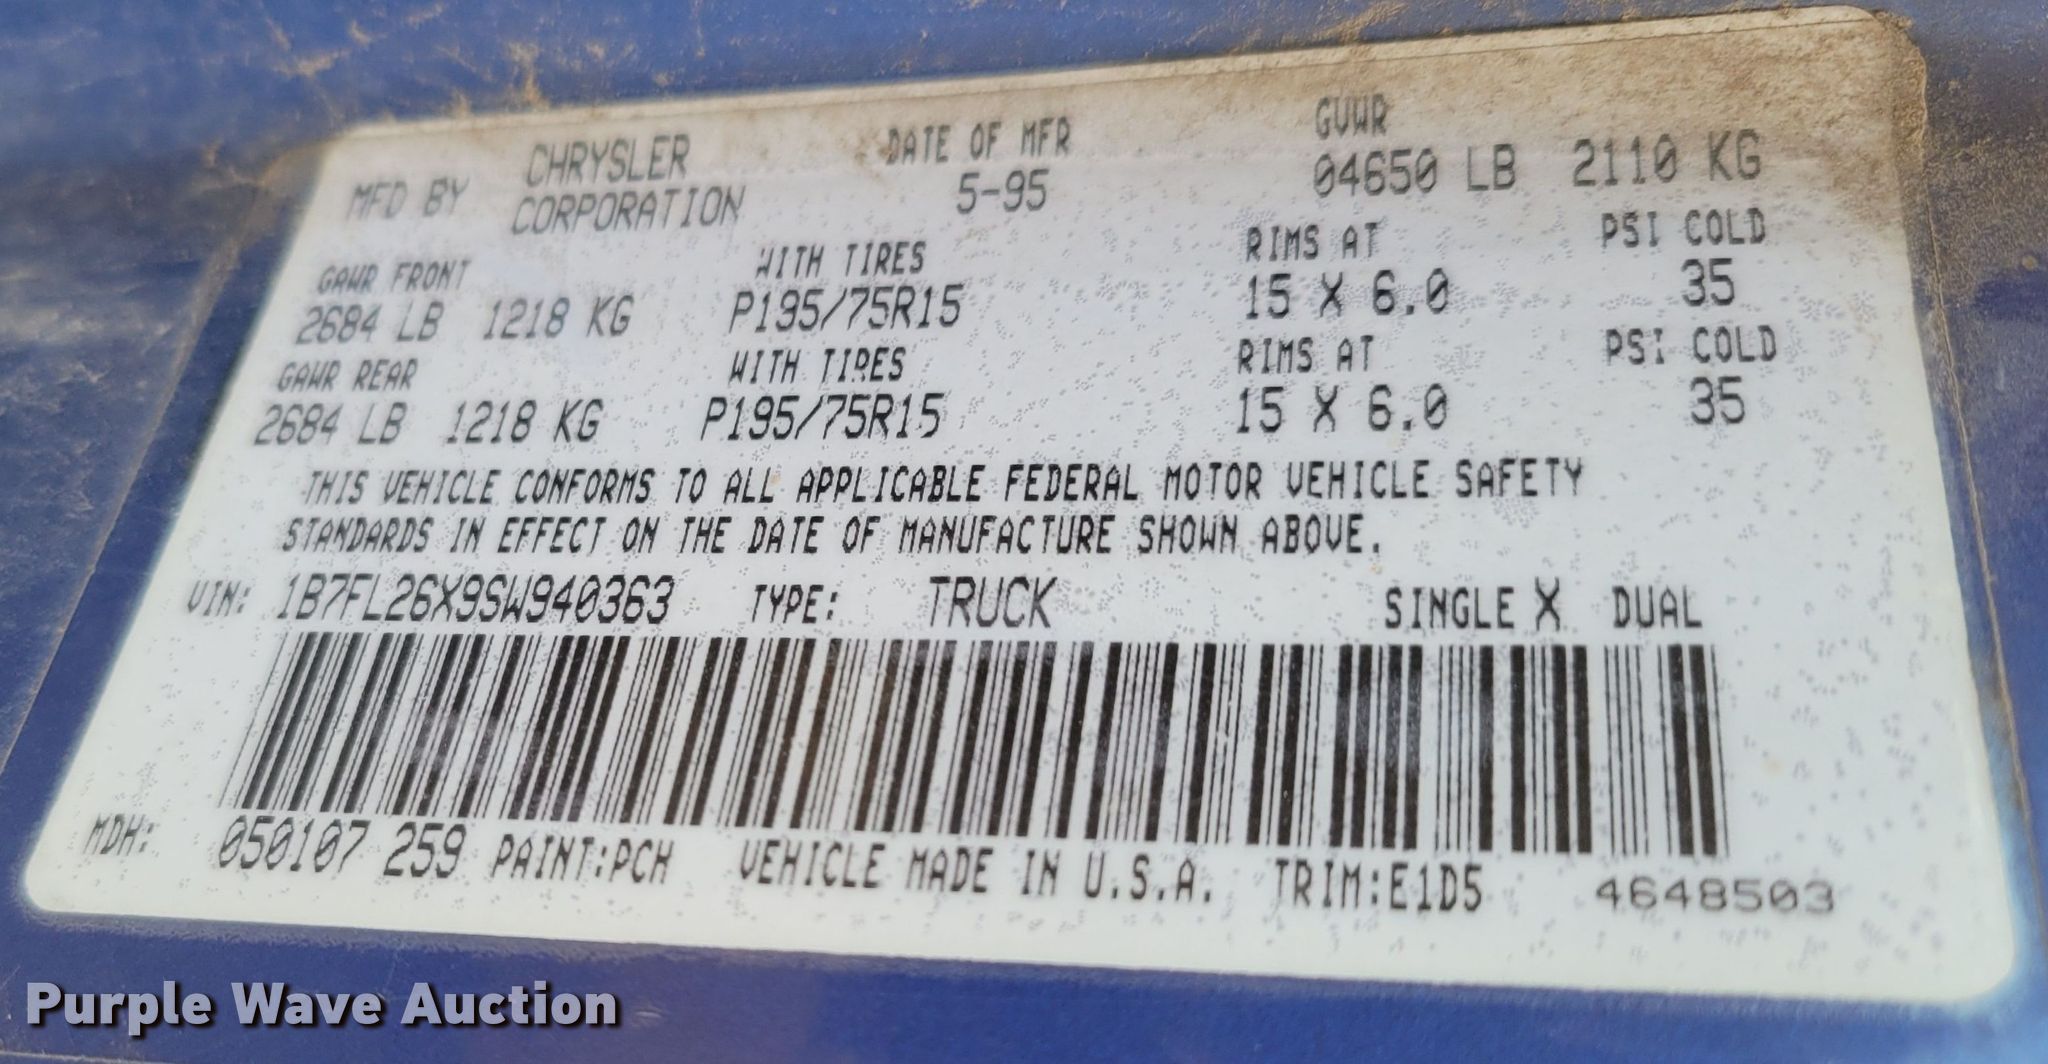 MFD BY CHRYSLER CORPORATION DATE OF MFR 5-95 GVWR 04650 LB 2110 KG
GAWR FRONT WITH TIRES RIMS AT PSI COLD
2684 LB 1218 KG P195/75R15 15 X 6.0 35
GAWR REAR WITH TIRES RIMS AT PSI COLD
2684 LB 1218 KG P195/75R15 15 X 6.0 35
THIS VEHICLE CONFORMS TO ALL APPLICABLE FEDERAL MOTOR VEHICLE SAFETY
STANDARDS IN EFFECT ON THE DATE OF MANUFACTURE SHOWN ABOVE.
VIN: 1B7FL26X9SW940363 TYPE: TRUCK SINGLE X DUAL
MDH: 050107 259 PAINT:PCH VEHICLE MADE IN U.S.A. TRIM:E1D5 4648503
Purple Wave Auction